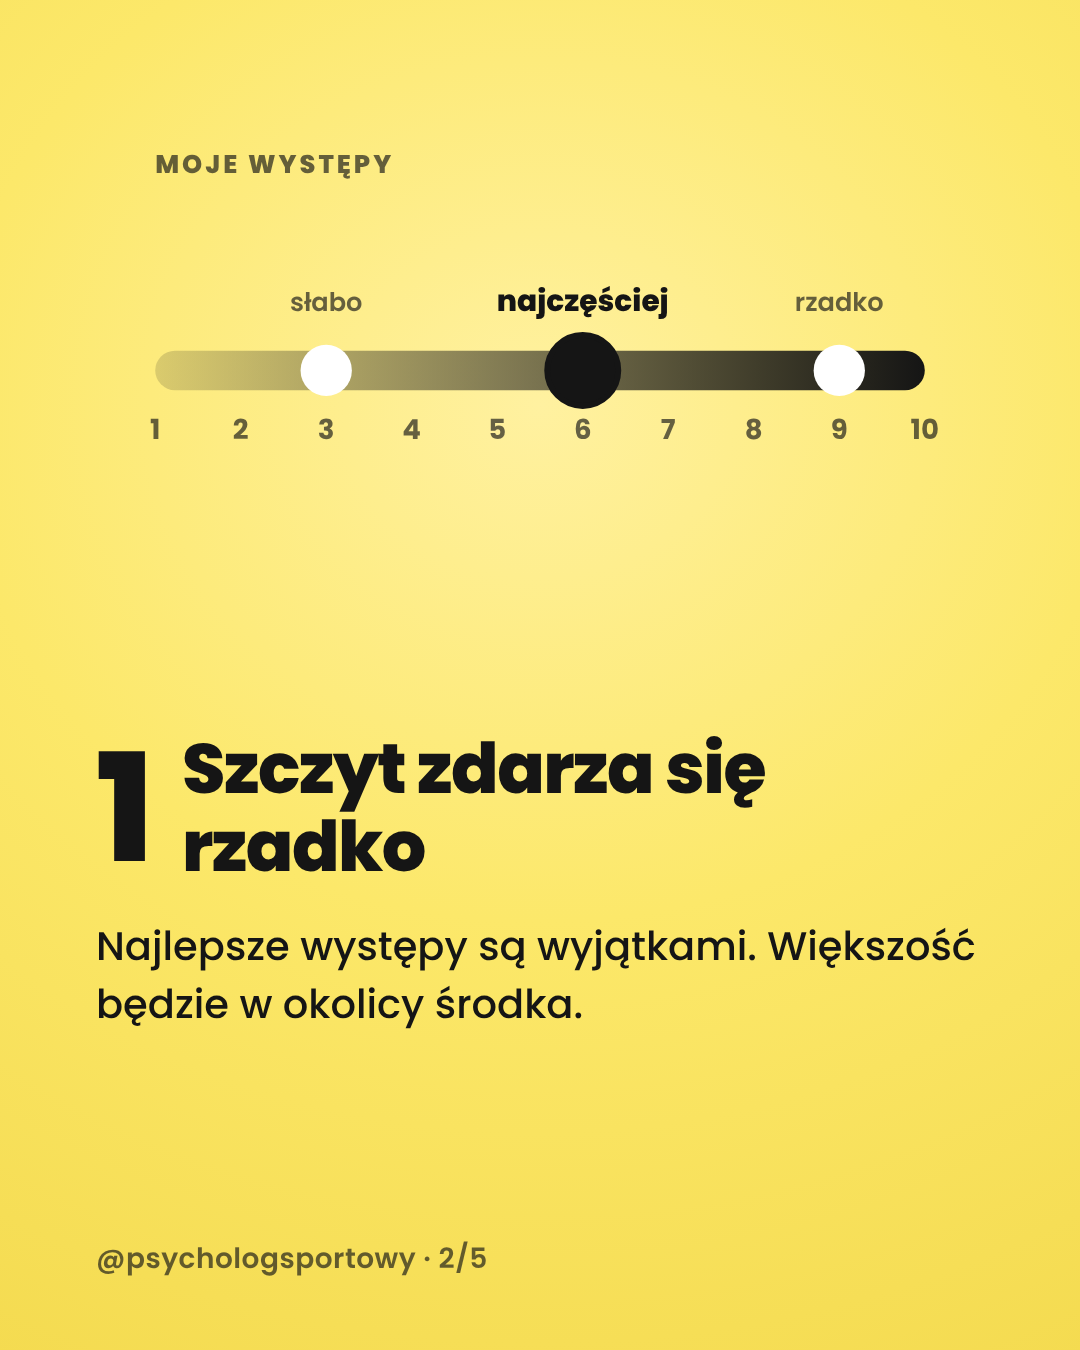 MOJE WYSTĘPY
słabo najczęściej rzadko
1 2 3 4 5 6 7 8 9 10
1 Szczyt zdarza się
rzadko
Najlepsze występy są wyjątkami. Większość
będzie w okolicy środka.
@psychologsportowy · 2/5